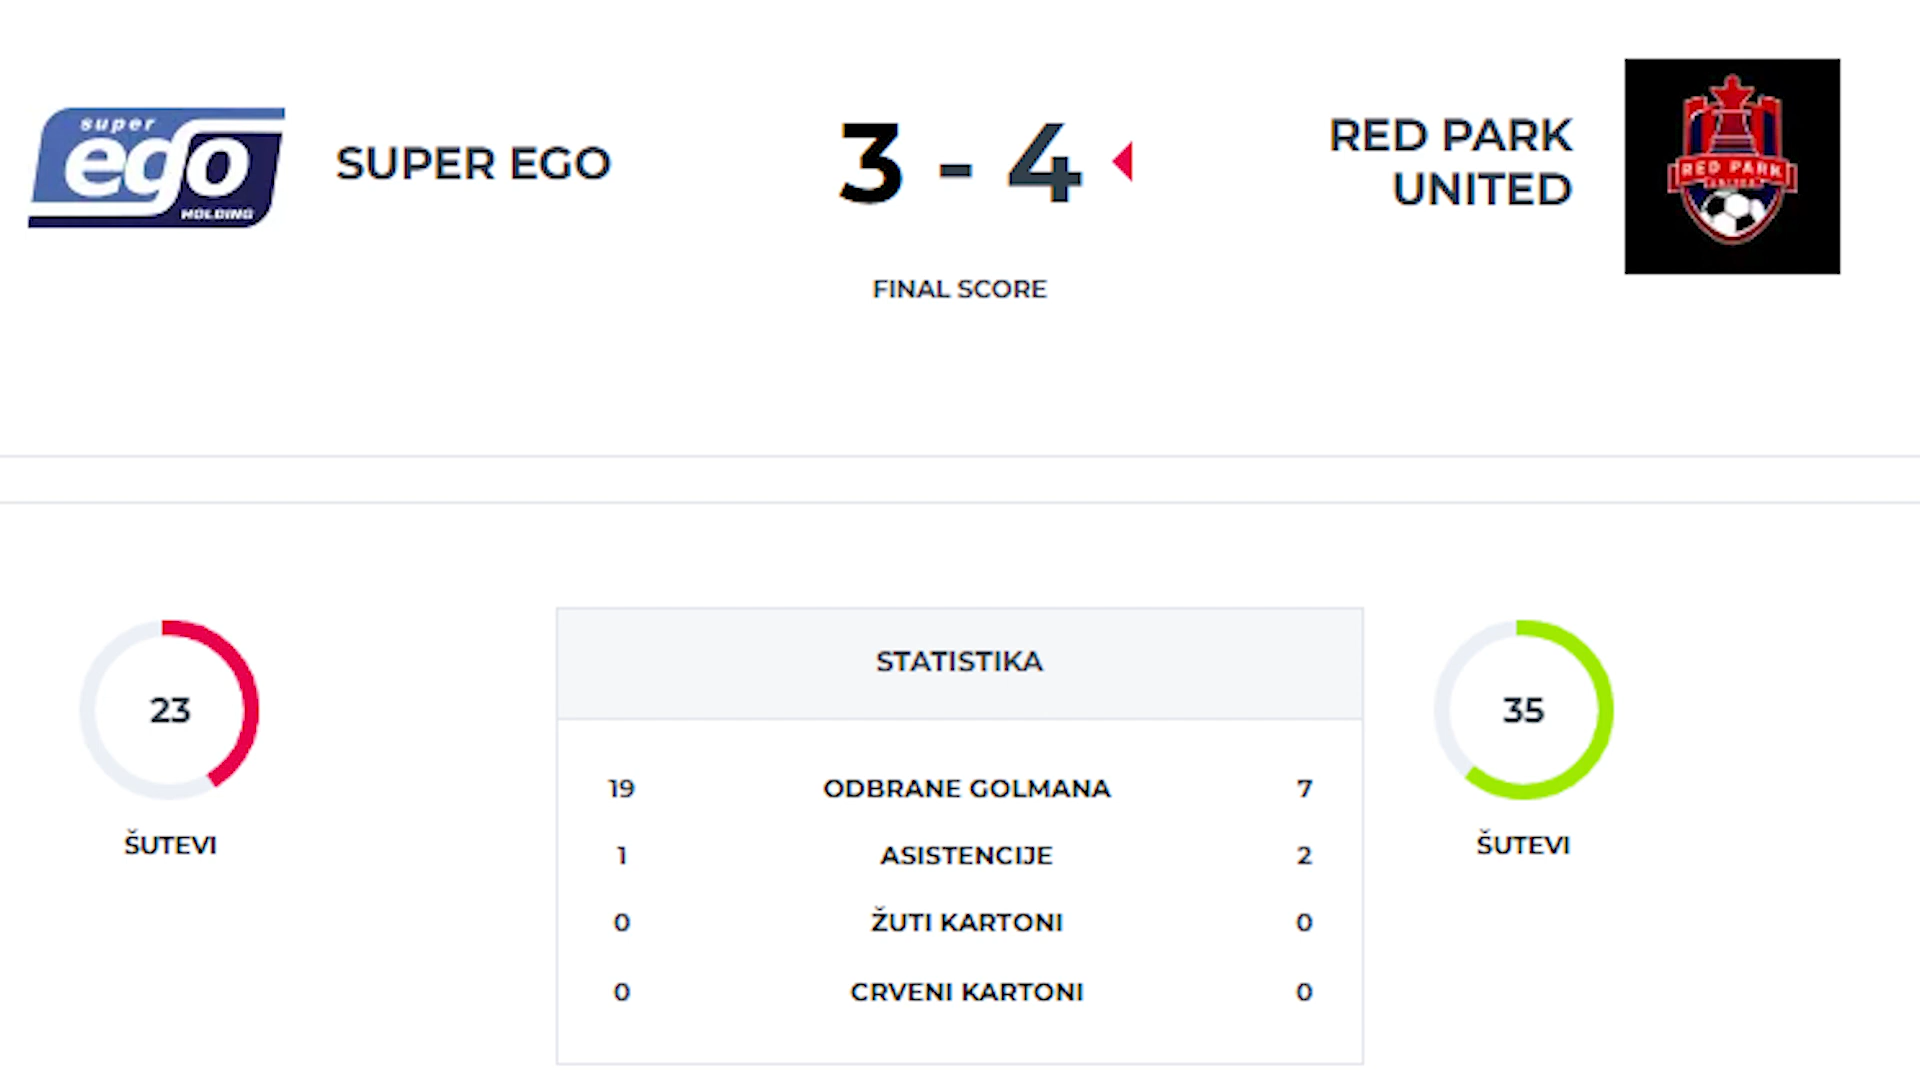 super
ego
HOLDING
SUPER EGO
3 - 4
FINAL SCORE
RED PARK
UNITED
RED PARK
23
ŠUTEVI
STATISTIKA
19 ODBRANE GOLMANA 7
1 ASISTENCIJE 2
0 ŽUTI KARTONI 0
0 CRVENI KARTONI 0
35
ŠUTEVI